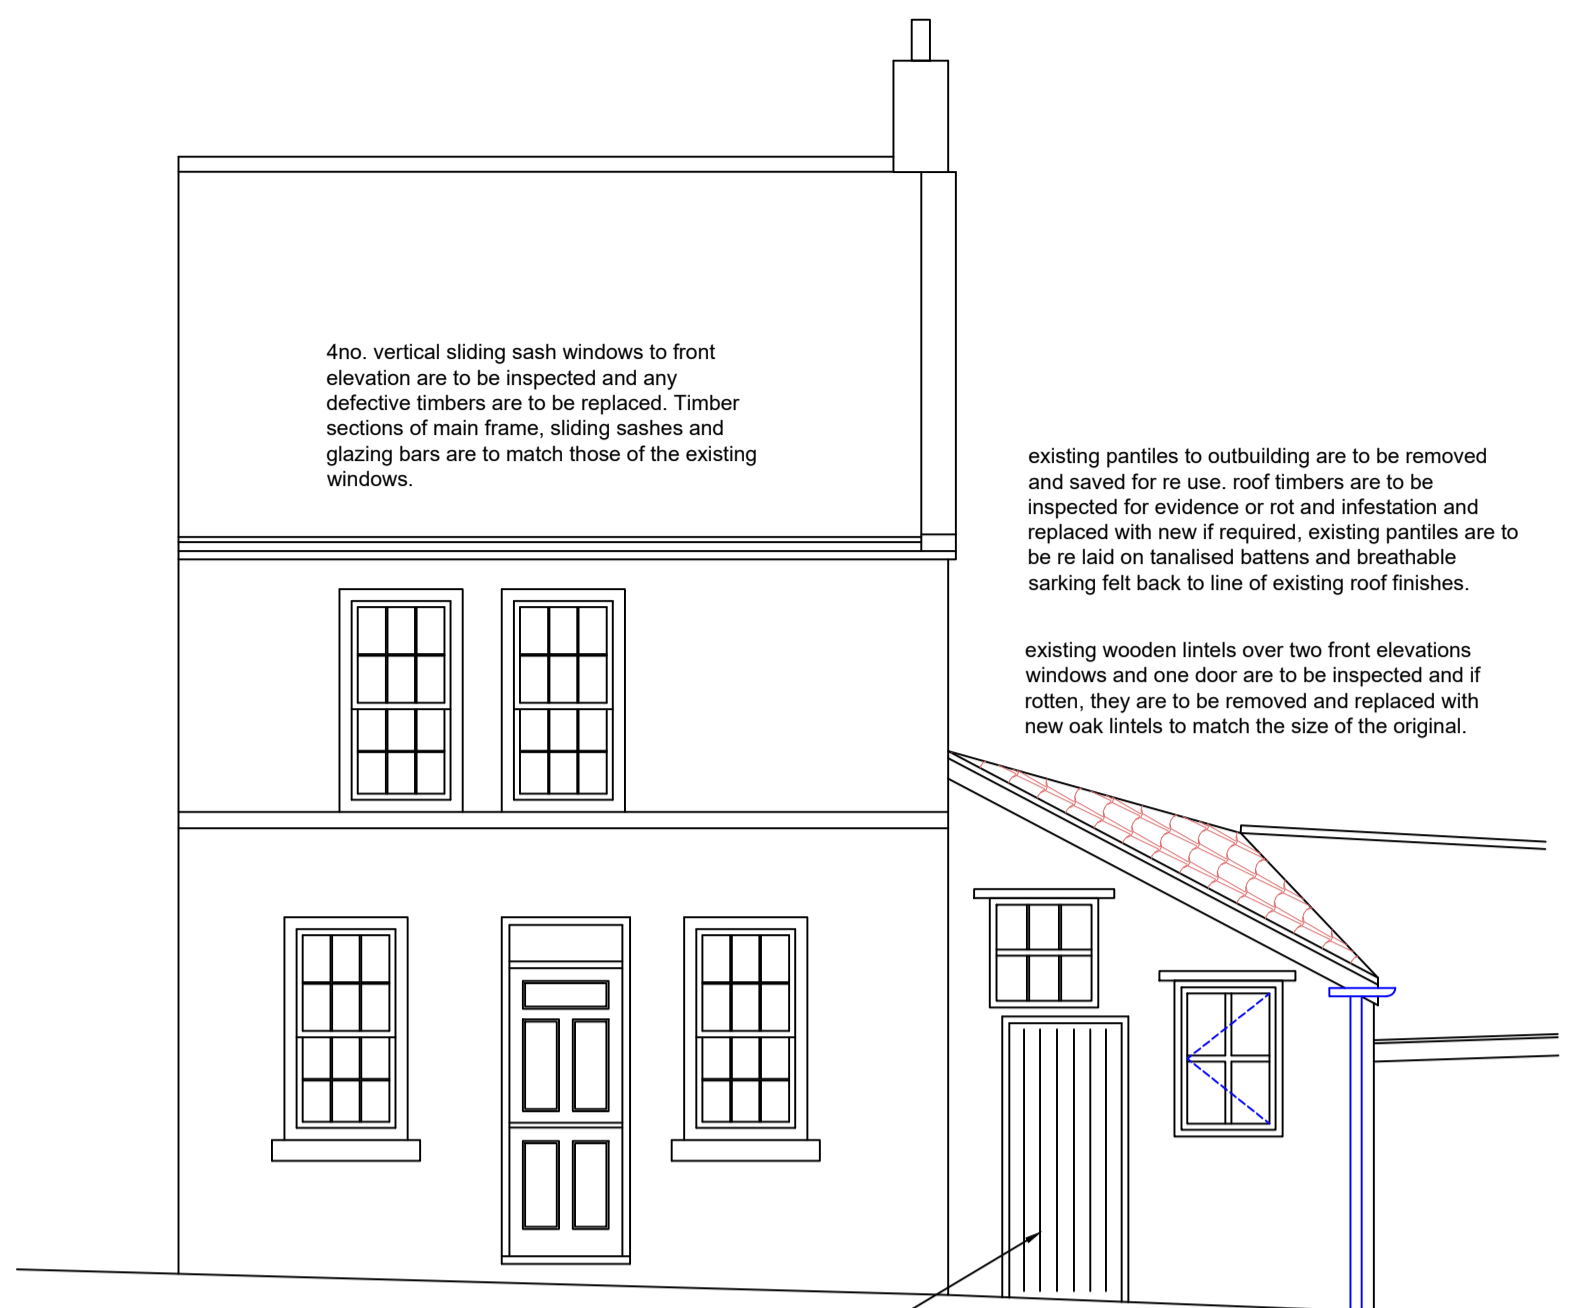 4no. vertical sliding sash windows to front
elevation are to be inspected and any
defective timbers are to be replaced. Timber
sections of main frame, sliding sashes and
glazing bars are to match those of the existing
windows.
existing pantiles to outbuilding are to be removed
and saved for re use. roof timbers are to be
inspected for evidence or rot and infestation and
replaced with new if required, existing pantiles are to
be re laid on tanalised battens and breathable
sarking felt back to line of existing roof finishes.
existing wooden lintels over two front elevations
windows and one door are to be inspected and if
rotten, they are to be removed and replaced with
new oak lintels to match the size of the original.